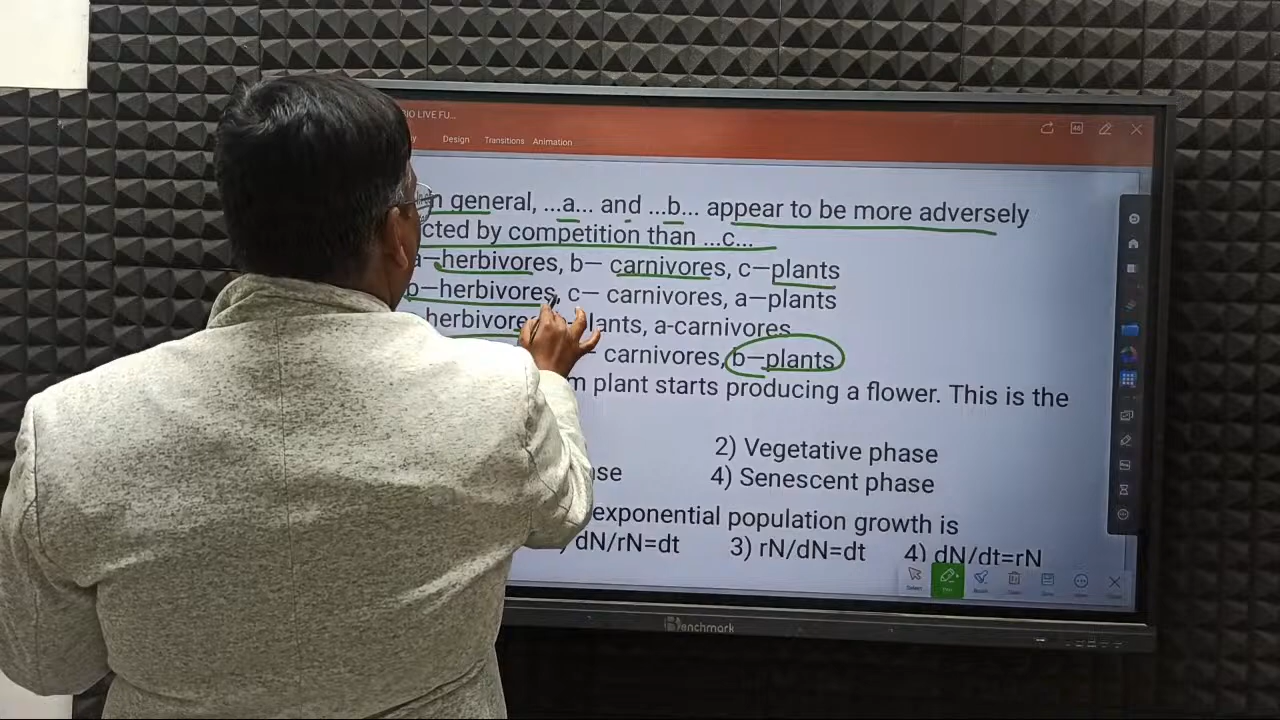 IO LIVE FU...
Design Transitions Animation
general, ...a... and ...b... appear to be more adversely
cted by competition than ...c...
a—herbivores, b— carnivores, c—plants
b—herbivores, c— carnivores, a—plants
herbivores lants, a-carnivores
carnivores, b—plants
m plant starts producing a flower. This is the
2) Vegetative phase
se 4) Senescent phase
exponential population growth is
) dN/rN=dt 3) rN/dN=dt 4) dN/dt=rN
Benchmark